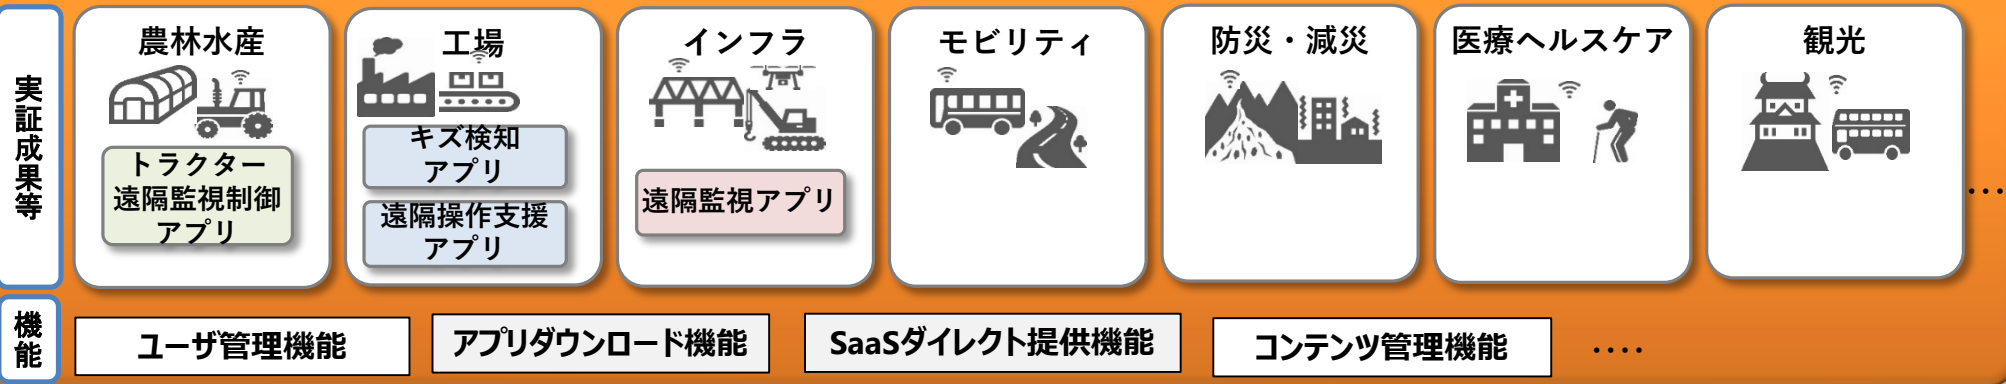 実証成果等
農林水産
トラクター
遠隔監視制御
アプリ
工場
キズ検知
アプリ
遠隔操作支援
アプリ
インフラ
遠隔監視アプリ
モビリティ
防災・減災
医療ヘルスケア
観光
…
機能
ユーザ管理機能
アプリダウンロード機能
SaaSダイレクト提供機能
コンテンツ管理機能
‥‥